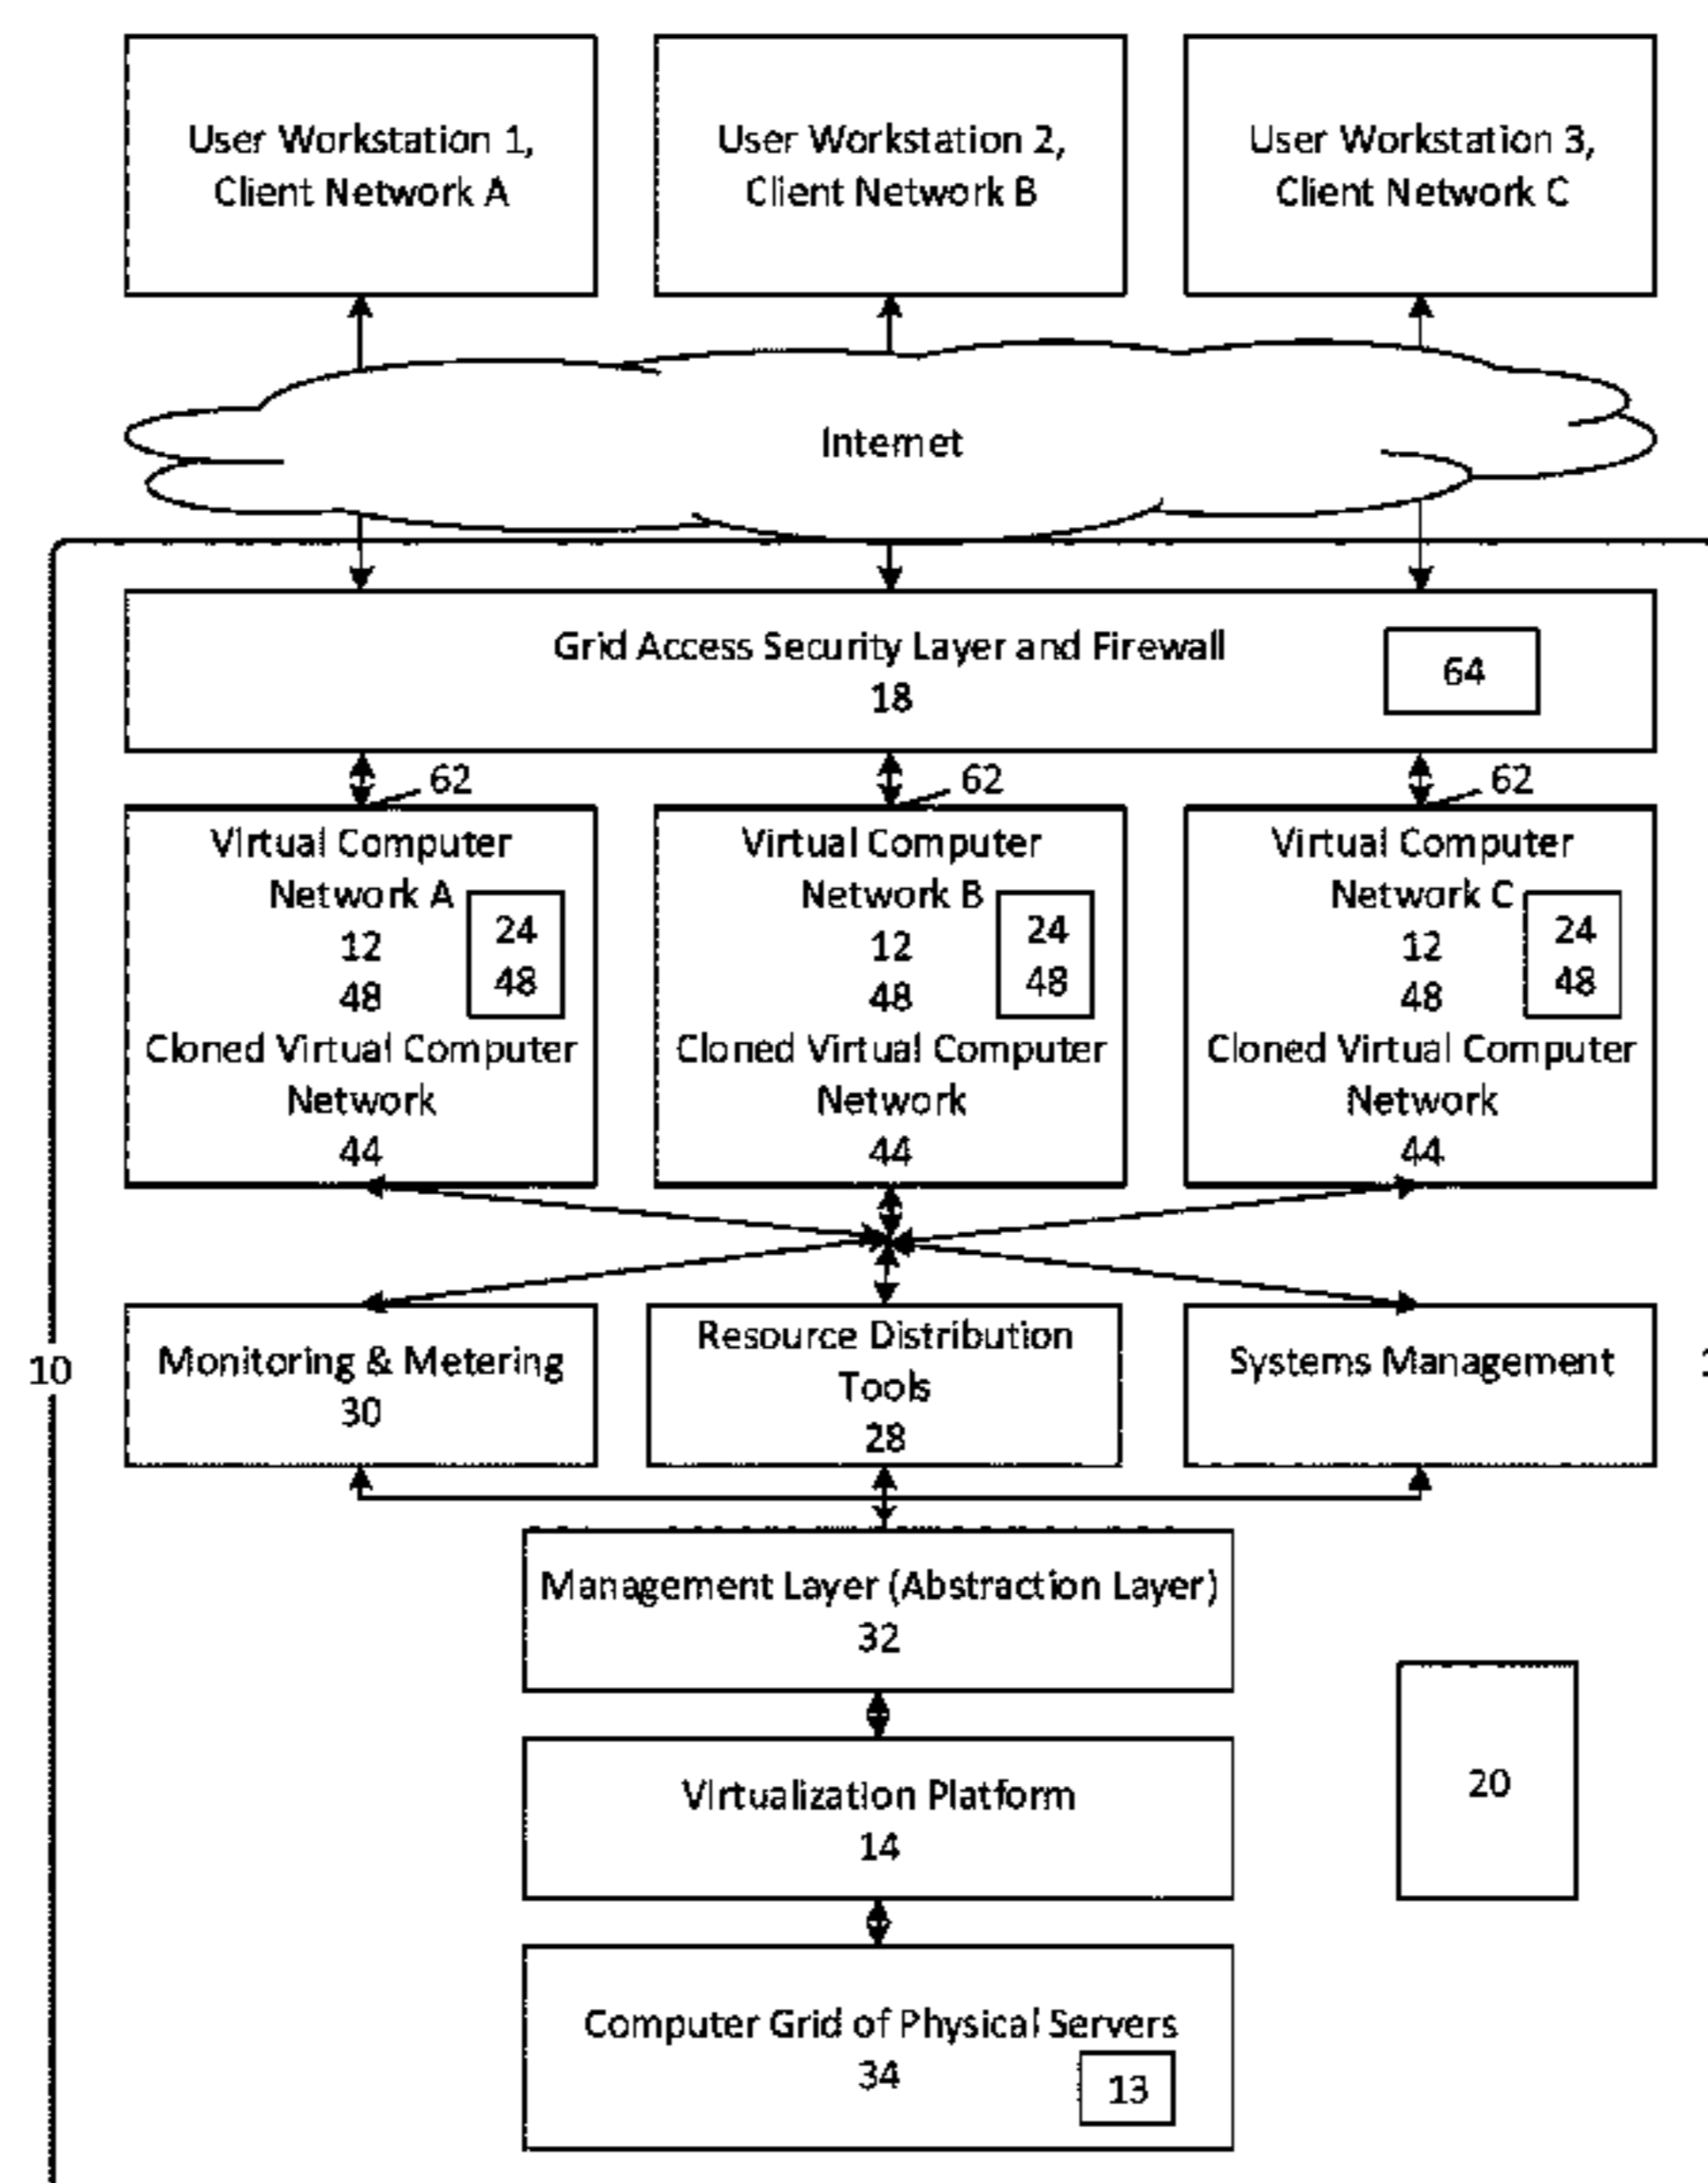 User Workstation 1,
Client Network A
User Workstation 2,
Client Network B
User Workstation 3,
Client Network C
Internet
Grid Access Security Layer and Firewall
18
64
62
62
62
Virtual Computer
Network A
12
48
Cloned Virtual Computer
Network
44
24
48
Virtual Computer
Network B
12
48
Cloned Virtual Computer
Network
44
24
48
Virtual Computer
Network C
12
48
Cloned Virtual Computer
Network
44
24
48
10
Monitoring & Metering
30
Resource Distribution
Tools
28
Systems Management
Management Layer (Abstraction Layer)
32
Virtualization Platform
14
20
Computer Grid of Physical Servers
34
13